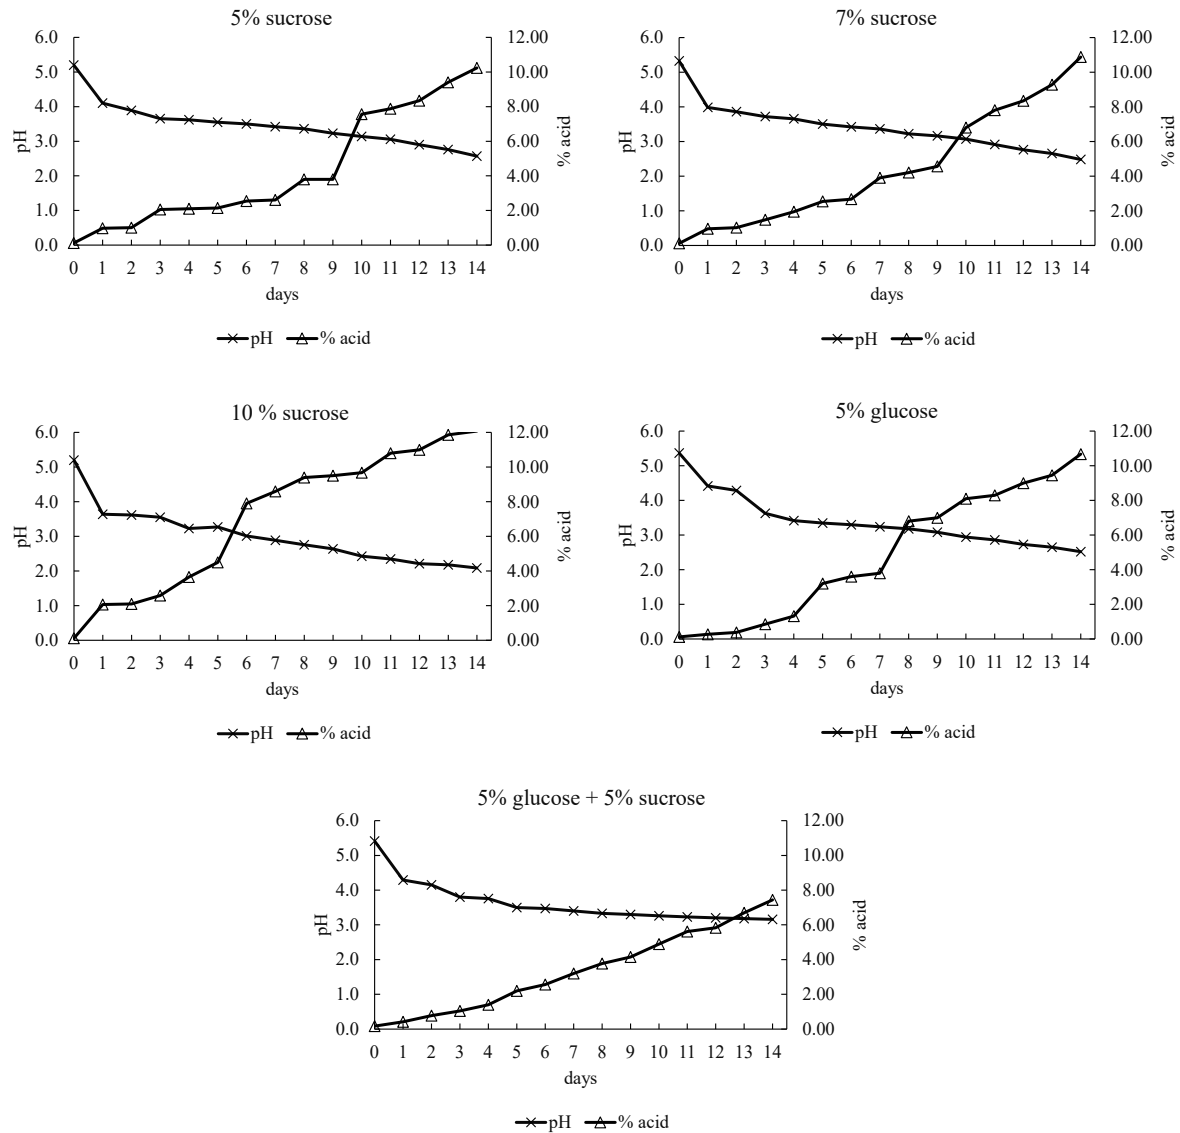 5% sucrose
6.0 12.00
5.0 10.00
4.0 8.00
3.0 6.00
2.0 4.00
1.0 2.00
0.0 0.00
pH
% acid
0 1 2 3 4 5 6 7 8 9 10 11 12 13 14
days
pH % acid
7% sucrose
6.0 12.00
5.0 10.00
4.0 8.00
3.0 6.00
2.0 4.00
1.0 2.00
0.0 0.00
pH
% acid
0 1 2 3 4 5 6 7 8 9 10 11 12 13 14
days
pH % acid
10 % sucrose
6.0 12.00
5.0 10.00
4.0 8.00
3.0 6.00
2.0 4.00
1.0 2.00
0.0 0.00
pH
% acid
0 1 2 3 4 5 6 7 8 9 10 11 12 13 14
days
pH % acid
5% glucose
6.0 12.00
5.0 10.00
4.0 8.00
3.0 6.00
2.0 4.00
1.0 2.00
0.0 0.00
pH
% acid
0 1 2 3 4 5 6 7 8 9 10 11 12 13 14
days
pH % acid
5% glucose + 5% sucrose
6.0 12.00
5.0 10.00
4.0 8.00
3.0 6.00
2.0 4.00
1.0 2.00
0.0 0.00
pH
% acid
0 1 2 3 4 5 6 7 8 9 10 11 12 13 14
days
pH % acid